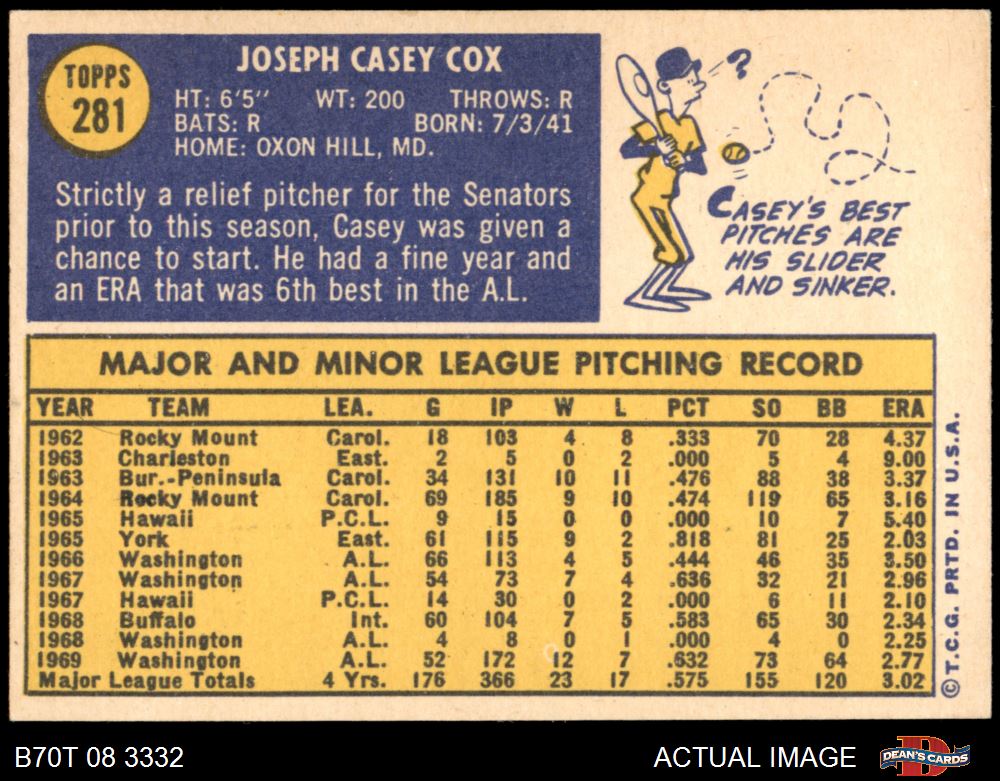 TOPPS
281
JOSEPH CASEY COX
HT: 6'5" WT: 200 THROWS: R
BATS: R BORN: 7/3/41
HOME: OXON HILL, MD.
Strictly a relief pitcher for the Senators
prior to this season, Casey was given a
chance to start. He had a fine year and
an ERA that was 6th best in the A.L.
?
CASEY'S BEST
PITCHES ARE
HIS SLIDER
AND SINKER.
MAJOR AND MINOR LEAGUE PITCHING RECORD
YEAR TEAM LEA. G IP W L PCT SO BB ERA
1962 Rocky Mount Carol. 18 103 4 8 .333 70 28 4.37
1963 Charleston East. 2 5 0 2 .000 5 4 9.00
1963 Bur.-Peninsula Carol. 34 131 10 11 .476 88 38 3.37
1964 Rocky Mount Carol. 69 185 9 10 .474 119 65 3.16
1965 Hawaii P.C.L. 9 15 0 0 .000 10 7 5.40
1965 York East. 61 115 9 2 .818 81 25 2.03
1966 Washington A.L. 66 113 4 5 .444 46 35 3.50
1967 Washington A.L. 54 73 7 4 .636 32 21 2.96
1967 Hawaii P.C.L. 14 30 0 2 .000 6 11 2.10
1968 Buffalo Int. 60 104 7 5 .583 65 30 2.34
1968 Washington A.L. 4 8 0 1 .000 4 0 2.25
1969 Washington A.L. 52 172 12 7 .632 73 64 2.77
Major League Totals 4 Yrs. 176 366 23 17 .575 155 120 3.02
©T.C.G. PRTD. IN U.S.A.
B70T 08 3332 ACTUAL IMAGE
DEAN'S CARDS